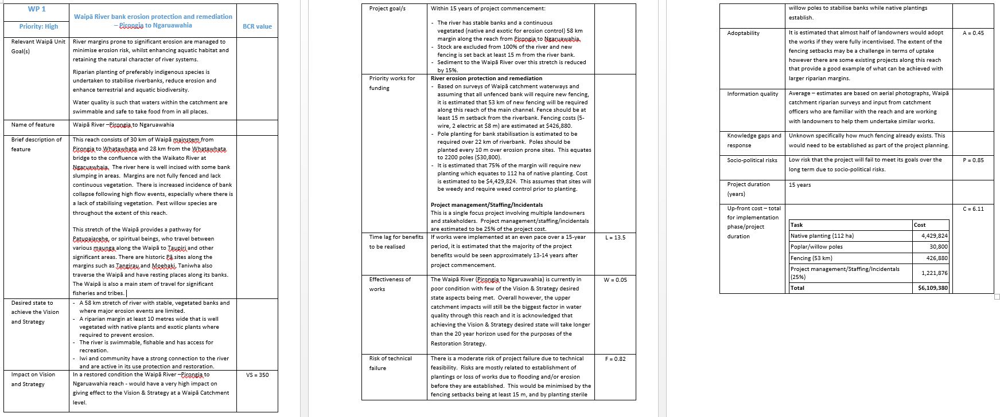 WP 1
Waipā River bank erosion protection and remediation
– Pirongia to Ngaruawahia
Priority: High
BCR value
Relevant Waipā Unit
Goal(s)
River margins prone to significant erosion are managed to
minimise erosion risk, whilst enhancing aquatic habitat and
retaining the natural character of river systems.
Riparian planting of preferably indigenous species is
undertaken to stabilise riverbanks, reduce erosion and
enhance terrestrial and aquatic biodiversity.
Water quality is such that waters within the catchment are
swimmable and safe to take food from in all places.
Name of feature
Waipā River –Pirongia to Ngaruawahia
Brief description of
feature
This reach consists of 30 km of Waipā mainstem from
Pirongia to Whatawhata and 28 km from the Whatawhata
bridge to the confluence with the Waikato River at
Ngaruawhaia. The river here is well incised with some bank
slumping in areas. Margins are not fully fenced and lack
continuous vegetation. There is increased incidence of bank
collapse following high flow events, especially where there is
a lack of stabilising vegetation. Pest willow species are
throughout the extent of this reach.
This stretch of the Waipā provides a pathway for
Patupaiarehe, or spiritual beings, who travel between
various maunga along the Waipā to Taupiri and other
significant areas. There are historic Pā sites along the
margins such as Tangirau and Moehaki. Taniwha also
traverse the Waipā and have resting places along its banks.
The Waipā is also a main stem of travel for significant
fisheries and tribes.
Desired state to
achieve the Vision
and Strategy
- A 58 km stretch of river with stable, vegetated banks and
where major erosion events are limited.
- A riparian margin at least 10 metres wide that is well
vegetated with native plants and exotic plants where
required to prevent erosion.
- The river is swimmable, fishable and has access for
recreation.
- Iwi and community have a strong connection to the river
and are active in its use protection and restoration.
Impact on Vision
and Strategy
In a restored condition the Waipā River –Pirongia to
Ngaruawahia reach - would have a very high impact on
giving effect to the Vision & Strategy at a Waipā Catchment
level.
VS = 350
Project goal/s
Within 15 years of project commencement:
- The river has stable banks and a continuous
vegetated (native and exotic for erosion control) 58 km
margin along the reach from Pirongia to Ngaruawahia.
- Stock are excluded from 100% of the river and new
fencing is set back at least 15 m from the river bank.
- Sediment to the Waipā River over this stretch is reduced
by 15%.
Priority works for
funding
River erosion protection and remediation
- Based on surveys of Waipā catchment waterways and
assuming that all unfenced bank will require new fencing,
it is estimated that 53 km of new fencing will be required
along this reach of the main channel. Fence should be at
least 15 m setback from the riverbank. Fencing costs (5-
wire, 2 electric at $8 m) are estimated at $426,880.
- Pole planting for bank stabilisation is estimated to be
required over 22 km of riverbank. Poles should be
planted every 10 m over erosion prone sites. This equates
to 2200 poles ($30,800).
- It is estimated that 75% of the margin will require new
planting which equates to 112 ha of native planting. Cost
is estimated to be $4,429,824. This assumes that sites will
be weedy and require weed control prior to planting.
Project management/Staffing/Incidentals
This is a single focus project involving multiple landowners
and stakeholders. Project management/staffing/incidentals
are estimated to be 25% of the project cost.
Time lag for benefits
to be realised
If works were implemented at an even pace over a 15-year
period, it is estimated that the majority of the project
benefits would be seen approximately 13-14 years after
project commencement.
L = 13.5
Effectiveness of
works
The Waipā River (Pirongia to Ngaruawahia) is currently in
poor condition with few of the Vision & Strategy desired
state aspects being met. Overall however, the upper
catchment impacts will still be the biggest factor in water
quality through this reach and it is acknowledged that
achieving the Vision & Strategy desired state will take longer
than the 20 year horizon used for the purposes of the
Restoration Strategy.
W = 0.05
Risk of technical
failure
There is a moderate risk of project failure due to technical
feasibility. Risks are mostly related to establishment of
plantings or loss of works due to flooding and/or erosion
before they are established. This would be minimised by the
fencing setbacks being at least 15 m, and by planting sterile
F = 0.82
willow poles to stabilise banks while native plantings
establish.
Adoptability
It is estimated that almost half of landowners would adopt
the works if they were fully incentivised. The extent of the
fencing setbacks may be a challenge in terms of uptake
however there are some existing projects along this reach
that provide a good example of what can be achieved with
larger riparian margins.
A = 0.45
Information quality
Average – estimates are based on aerial photographs, Waipā
catchment riparian surveys and input from catchment
officers who are familiar with the reach and are working
with landowners to help them undertake similar works.
Knowledge gaps and
response
Unknown specifically how much fencing already exists. This
would need to be established as part of the project planning.
Socio-political risks
Low risk that the project will fail to meet its goals over the
long term due to socio-political risks.
P = 0.85
Project duration
(years)
15 years
Up-front cost – total
for implementation
phase/project
duration
C = 6.11
Task Cost
Native planting (112 ha) 4,429,824
Poplar/willow poles 30,800
Fencing (53 km) 426,880
Project management/Staffing/Incidentals
(25%) 1,221,876
Total $6,109,380